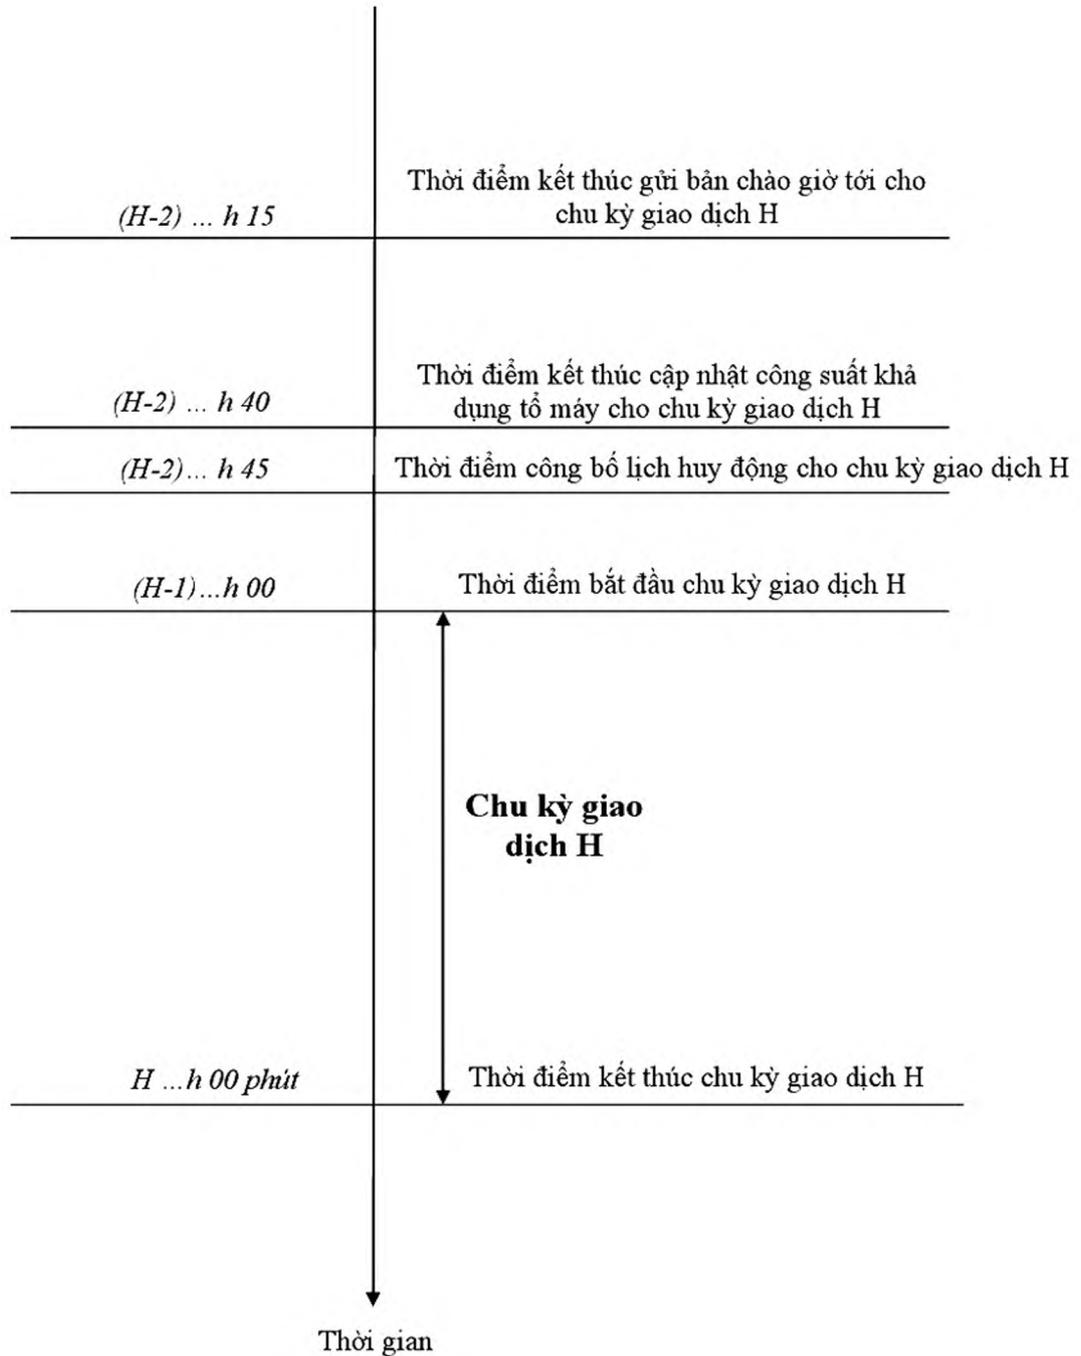 Thời điểm kết thúc gửi bản chào giờ tới cho
chu kỳ giao dịch H
(H-2) ... h 15
Thời điểm kết thúc cập nhật công suất khả
dụng tổ máy cho chu kỳ giao dịch H
(H-2) ... h 40
(H-2)... h 45
Thời điểm công bố lịch huy động cho chu kỳ giao dịch H
(H-1)...h 00
Thời điểm bắt đầu chu kỳ giao dịch H
Chu kỳ giao
dịch H
H ...h 00 phút
Thời điểm kết thúc chu kỳ giao dịch H
Thời gian